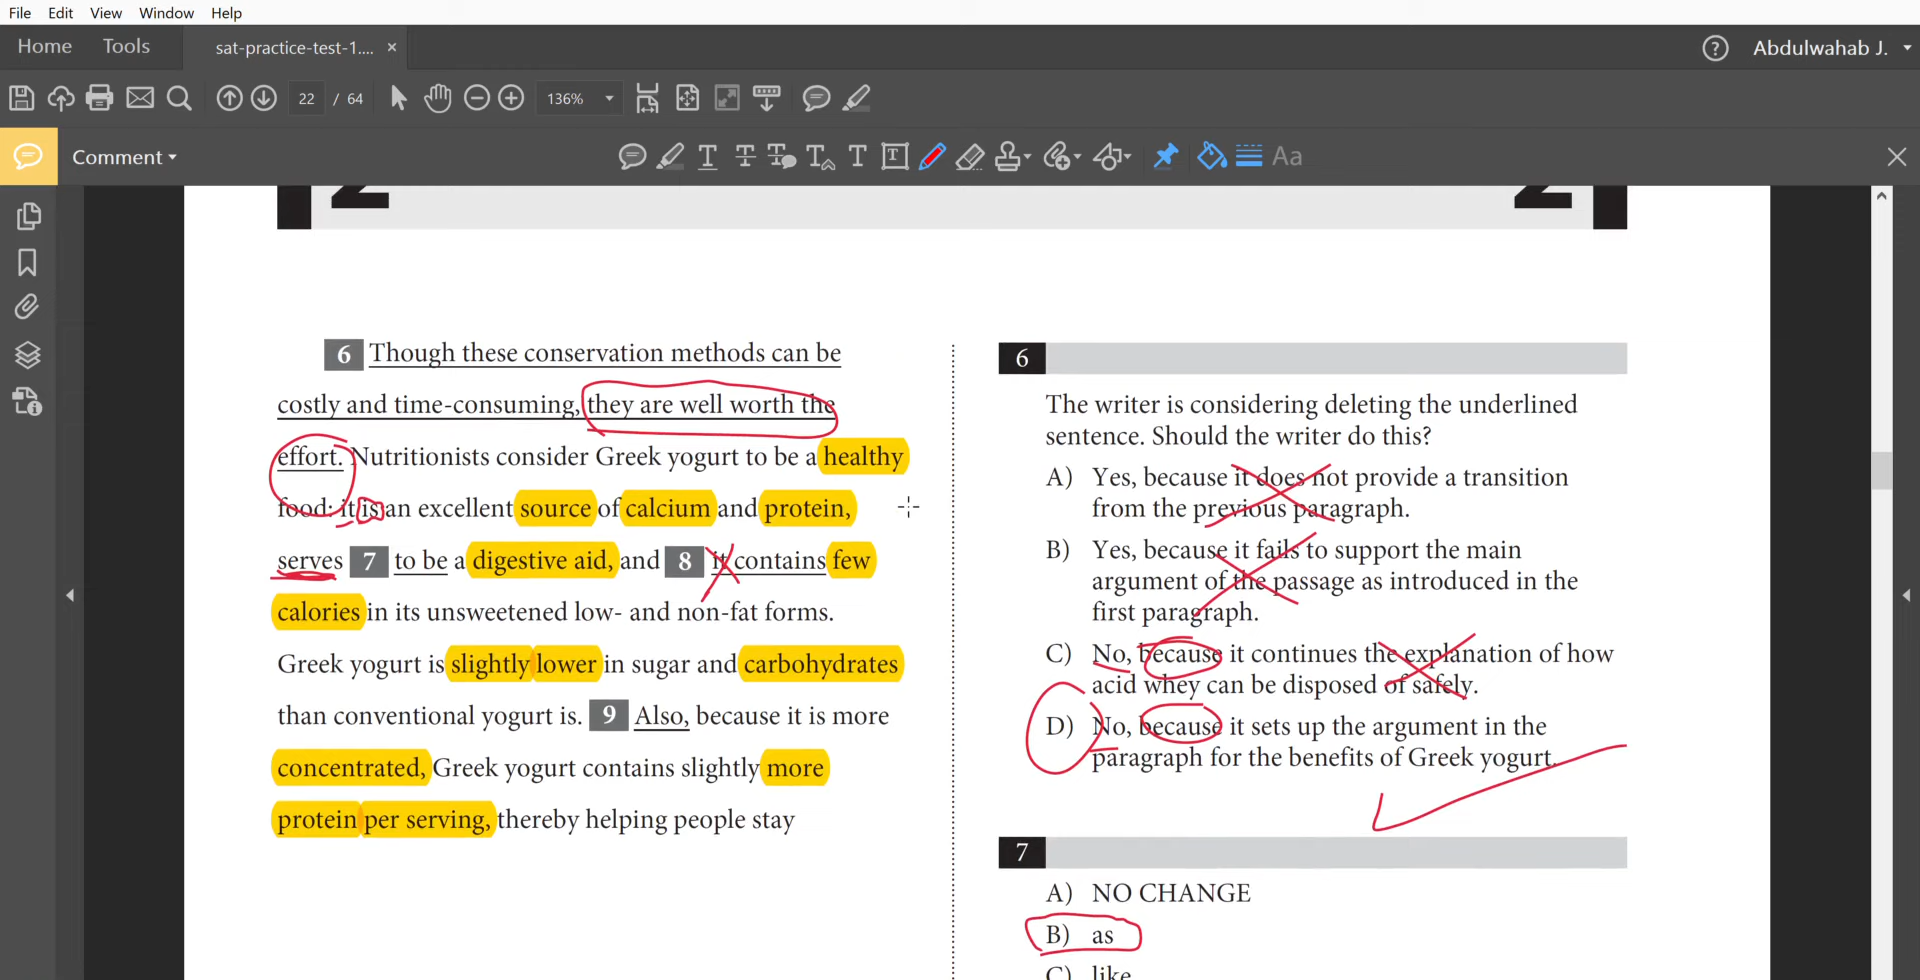 File Edit View Window Help
Home Tools sat-practice-test-1.... × ? Abdulwahab J.
22 / 64 136%
Comment Aa
2 2
6 Though these conservation methods can be
costly and time-consuming, they are well worth the
effort. Nutritionists consider Greek yogurt to be a healthy
food: it is an excellent source of calcium and protein,
serves 7 to be a digestive aid, and 8 it contains few
calories in its unsweetened low- and non-fat forms.
Greek yogurt is slightly lower in sugar and carbohydrates
than conventional yogurt is. 9 Also, because it is more
concentrated, Greek yogurt contains slightly more
protein per serving, thereby helping people stay
6
The writer is considering deleting the underlined
sentence. Should the writer do this?
A) Yes, because it does not provide a transition
from the previous paragraph.
B) Yes, because it fails to support the main
argument of the passage as introduced in the
first paragraph.
C) No, because it continues the explanation of how
acid whey can be disposed of safely.
D) No, because it sets up the argument in the
paragraph for the benefits of Greek yogurt.
7
A) NO CHANGE
B) as
C) like